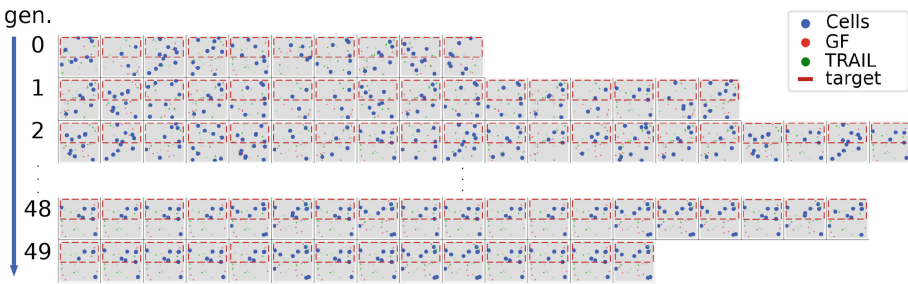 gen.
0
1
2
48
49
Cells
GF
TRAIL
target